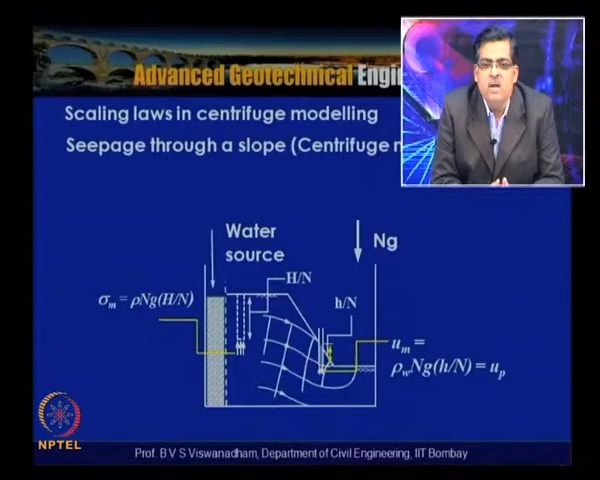 Advanced Geotechnical Engi
Scaling laws in centrifuge modelling
Seepage through a slope (Centrifuge m
Water
source
Ng
H/N
σm = ρNg(H/N)
h/N
um =
ρwNg(h/N) = up
NPTEL
Prof. B V S Viswanadham, Department of Civil Engineering, IIT Bombay